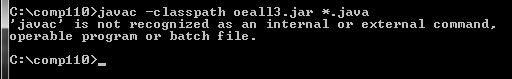 C:\comp110>javac -classpath oeall3.jar *.java
'javac' is not recognized as an internal or external command,
operable program or batch file.
C:\comp110>_